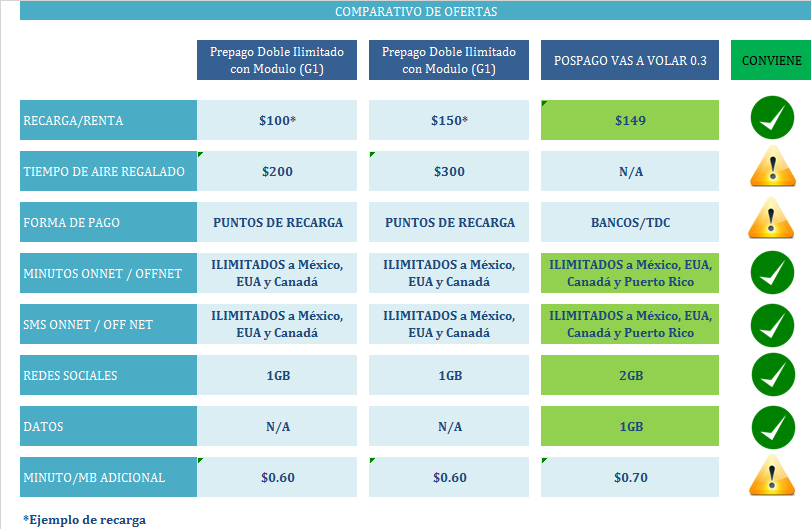 COMPARATIVO DE OFERTAS
Prepago Doble Ilimitado
con Modulo (G1)
Prepago Doble Ilimitado
con Modulo (G1)
POSPAGO VAS A VOLAR 0.3
CONVIENE
RECARGA/RENTA
$100*
$150*
$149
TIEMPO DE AIRE REGALADO
$200
$300
N/A
FORMA DE PAGO
PUNTOS DE RECARGA
PUNTOS DE RECARGA
BANCOS/TDC
MINUTOS ONNET / OFFNET
ILIMITADOS a México,
EUA y Canadá
ILIMITADOS a México,
EUA y Canadá
ILIMITADOS a México, EUA,
Canadá y Puerto Rico
SMS ONNET / OFF NET
ILIMITADOS a México,
EUA y Canadá
ILIMITADOS a México,
EUA y Canadá
ILIMITADOS a México, EUA,
Canadá y Puerto Rico
REDES SOCIALES
1GB
1GB
2GB
DATOS
N/A
N/A
1GB
MINUTO/MB ADICIONAL
$0.60
$0.60
$0.70
*Ejemplo de recarga